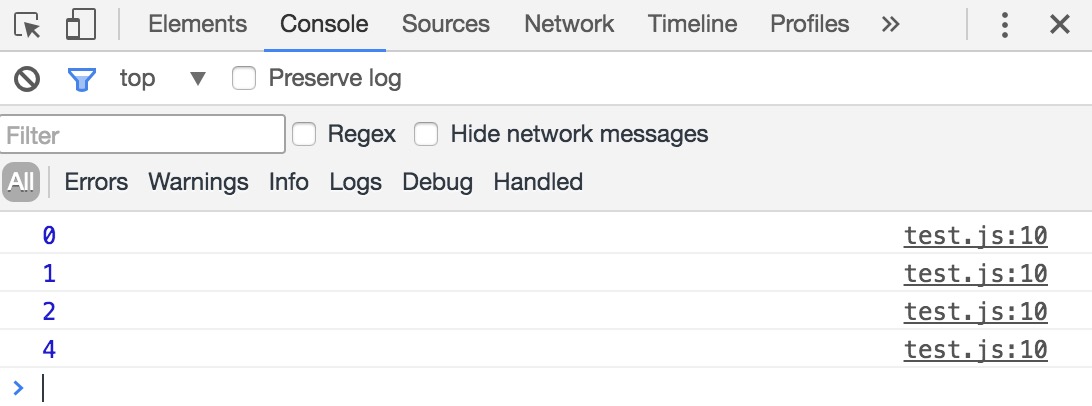 Elements Console Sources Network Timeline Profiles »
top ▼ Preserve log
Filter Regex Hide network messages
All Errors Warnings Info Logs Debug Handled
0 test.js:10
1 test.js:10
2 test.js:10
4 test.js:10
>